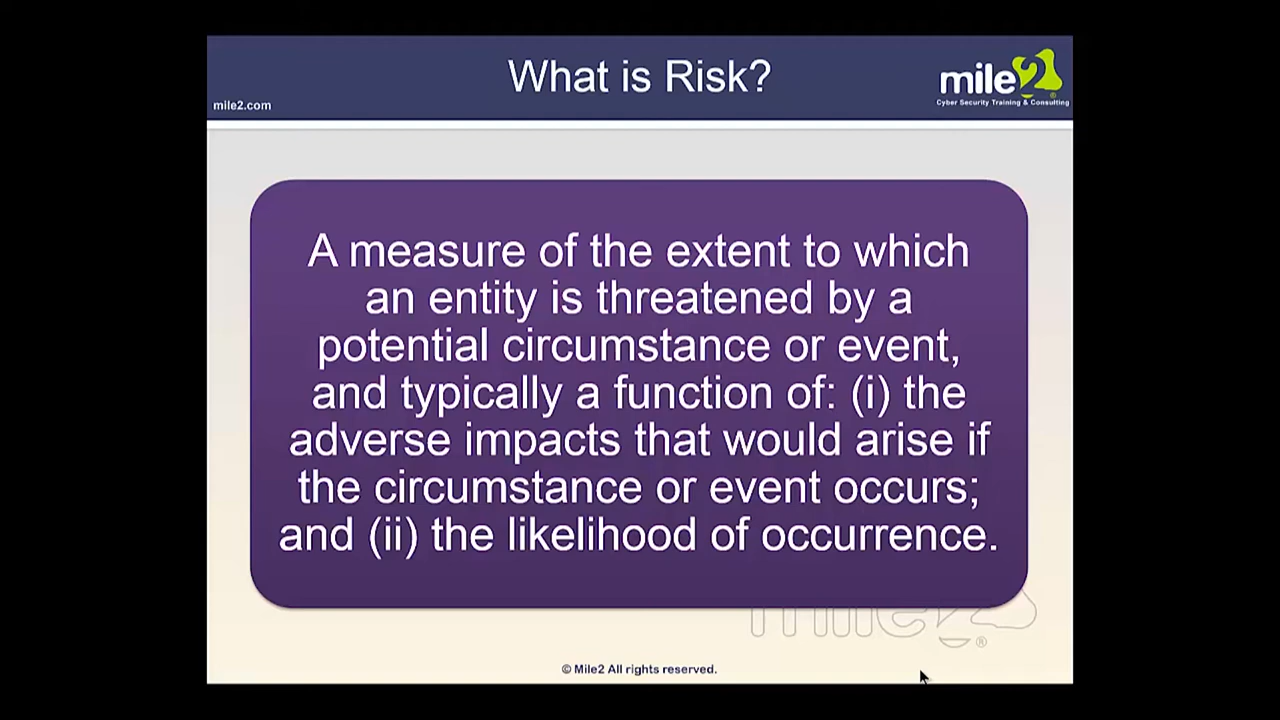 What is Risk?
mile2
®
Cyber Security Training & Consulting
mile2.com
A measure of the extent to which
an entity is threatened by a
potential circumstance or event,
and typically a function of: (i) the
adverse impacts that would arise if
the circumstance or event occurs;
and (ii) the likelihood of occurrence.
mile2
®
© Mile2 All rights reserved.